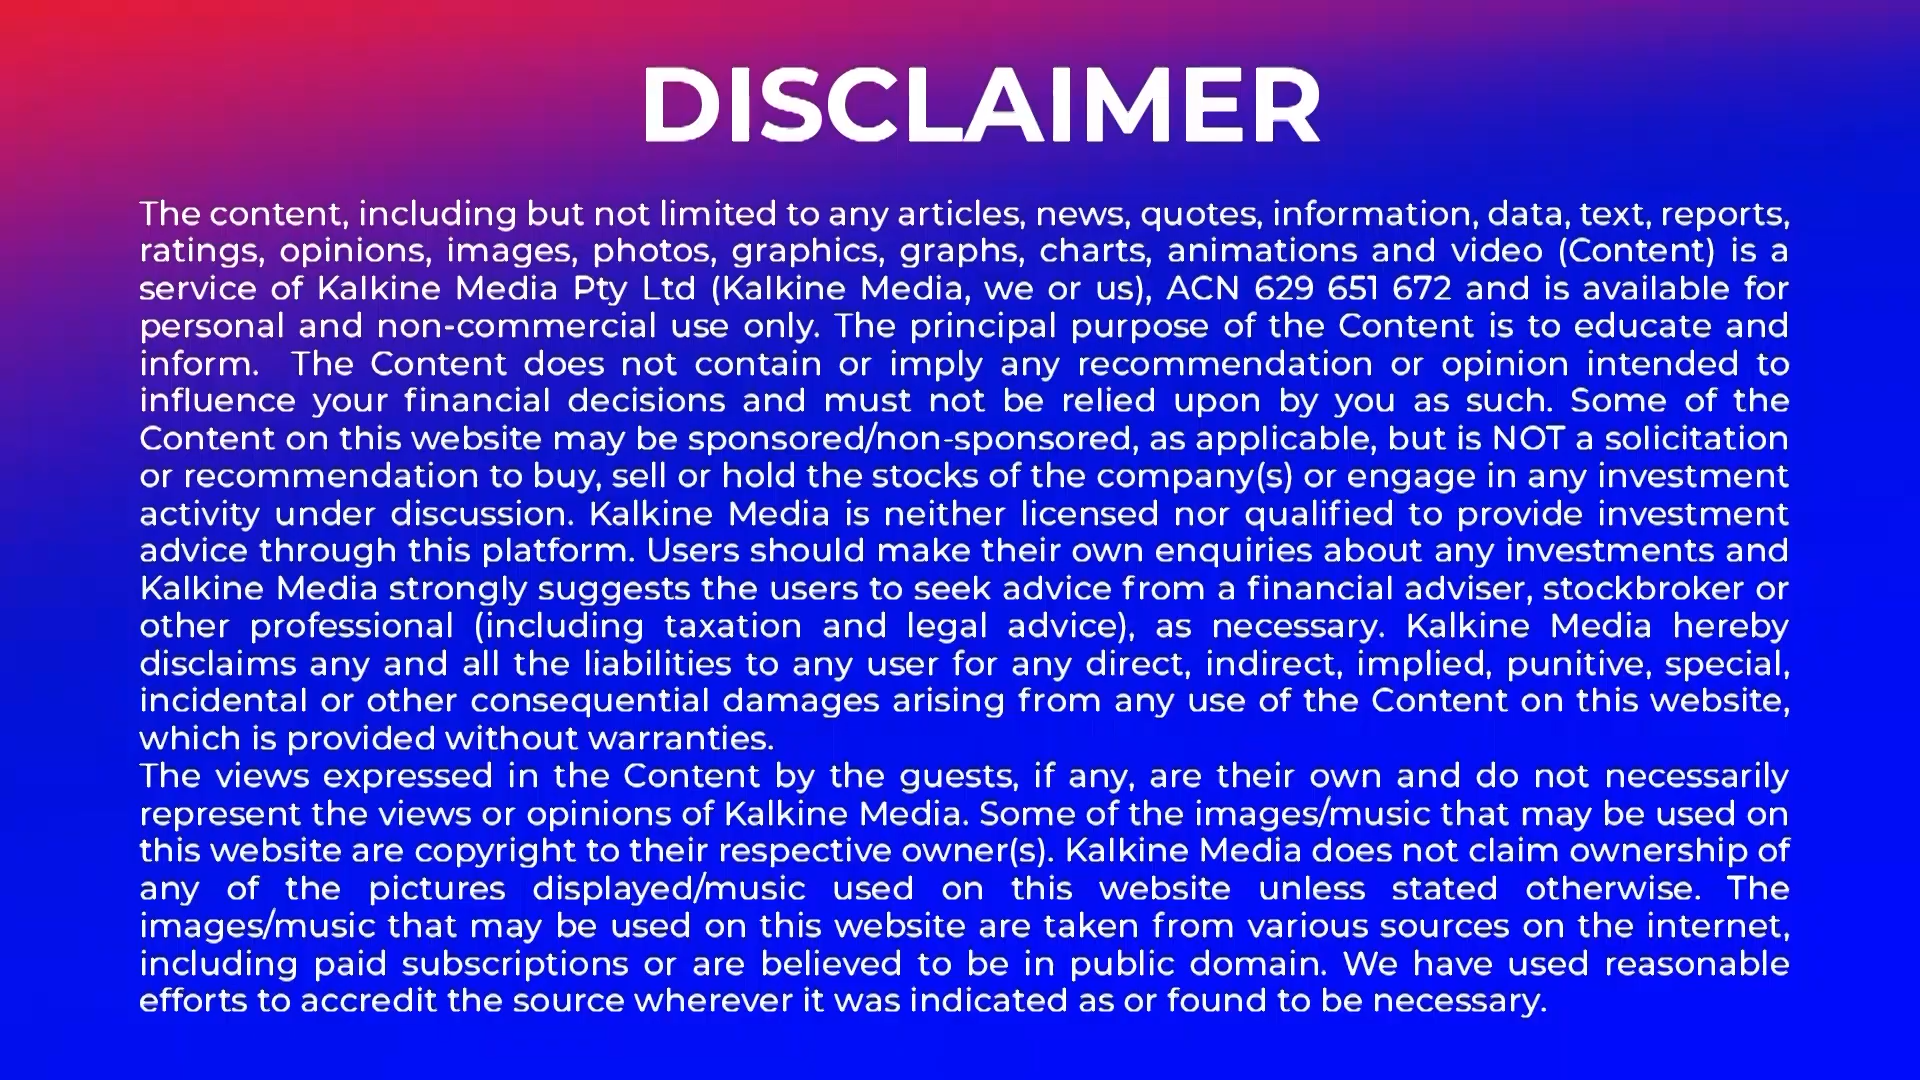 DISCLAIMER
The content, including but not limited to any articles, news, quotes, information, data, text, reports,
ratings, opinions, images, photos, graphics, graphs, charts, animations and video (Content) is a
service of Kalkine Media Pty Ltd (Kalkine Media, we or us), ACN 629 651 672 and is available for
personal and non-commercial use only. The principal purpose of the Content is to educate and
inform.  The Content does not contain or imply any recommendation or opinion intended to
influence your financial decisions and must not be relied upon by you as such. Some of the
Content on this website may be sponsored/non-sponsored, as applicable, but is NOT a solicitation
or recommendation to buy, sell or hold the stocks of the company(s) or engage in any investment
activity under discussion. Kalkine Media is neither licensed nor qualified to provide investment
advice through this platform. Users should make their own enquiries about any investments and
Kalkine Media strongly suggests the users to seek advice from a financial adviser, stockbroker or
other professional (including taxation and legal advice), as necessary. Kalkine Media hereby
disclaims any and all the liabilities to any user for any direct, indirect, implied, punitive, special,
incidental or other consequential damages arising from any use of the Content on this website,
which is provided without warranties.
The views expressed in the Content by the guests, if any, are their own and do not necessarily
represent the views or opinions of Kalkine Media. Some of the images/music that may be used on
this website are copyright to their respective owner(s). Kalkine Media does not claim ownership of
any of the pictures displayed/music used on this website unless stated otherwise. The
images/music that may be used on this website are taken from various sources on the internet,
including paid subscriptions or are believed to be in public domain. We have used reasonable
efforts to accredit the source wherever it was indicated as or found to be necessary.